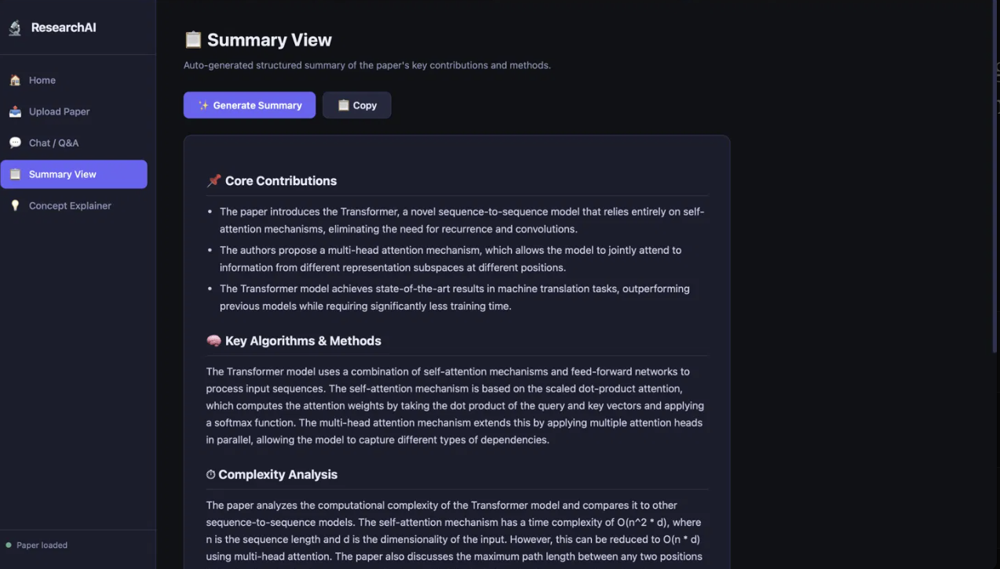 ResearchAI
Home
Upload Paper
Chat / Q&A
Summary View
Concept Explainer
Paper loaded
Summary View
Auto-generated structured summary of the paper's key contributions and methods.
Generate Summary
Copy
Core Contributions
• The paper introduces the Transformer, a novel sequence-to-sequence model that relies entirely on self-
attention mechanisms, eliminating the need for recurrence and convolutions.
• The authors propose a multi-head attention mechanism, which allows the model to jointly attend to
information from different representation subspaces at different positions.
• The Transformer model achieves state-of-the-art results in machine translation tasks, outperforming
previous models while requiring significantly less training time.
Key Algorithms & Methods
The Transformer model uses a combination of self-attention mechanisms and feed-forward networks to
process input sequences. The self-attention mechanism is based on the scaled dot-product attention,
which computes the attention weights by taking the dot product of the query and key vectors and applying
a softmax function. The multi-head attention mechanism extends this by applying multiple attention heads
in parallel, allowing the model to capture different types of dependencies.
Complexity Analysis
The paper analyzes the computational complexity of the Transformer model and compares it to other
sequence-to-sequence models. The self-attention mechanism has a time complexity of O(n^2 * d), where
n is the sequence length and d is the dimensionality of the input. However, this can be reduced to O(n * d)
using multi-head attention. The paper also discusses the maximum path length between any two positions